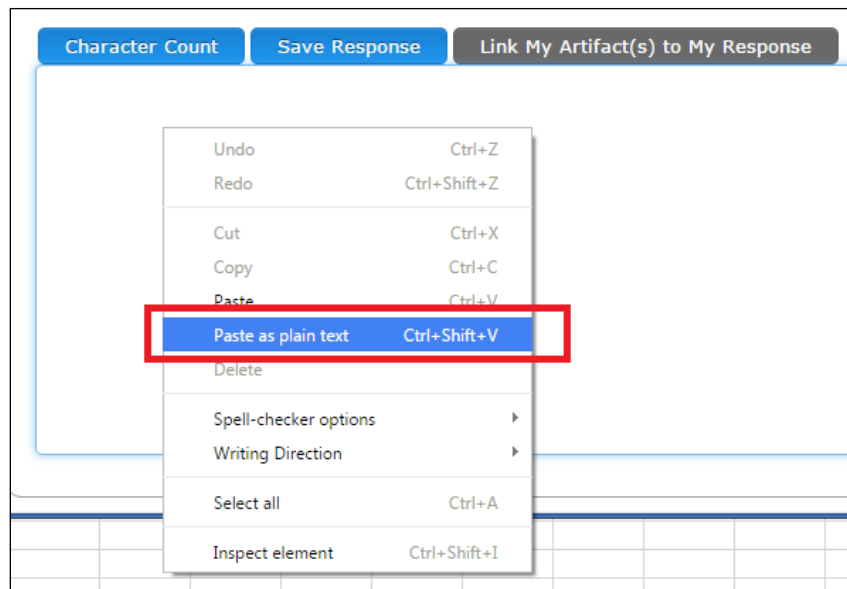 Character Count Save Response Link My Artifact(s) to My Response
Undo Ctrl+Z
Redo Ctrl+Shift+Z
Cut Ctrl+X
Copy Ctrl+C
Paste Ctrl+V
Paste as plain text Ctrl+Shift+V
Delete
Spell-checker options
Writing Direction
Select all Ctrl+A
Inspect element Ctrl+Shift+I